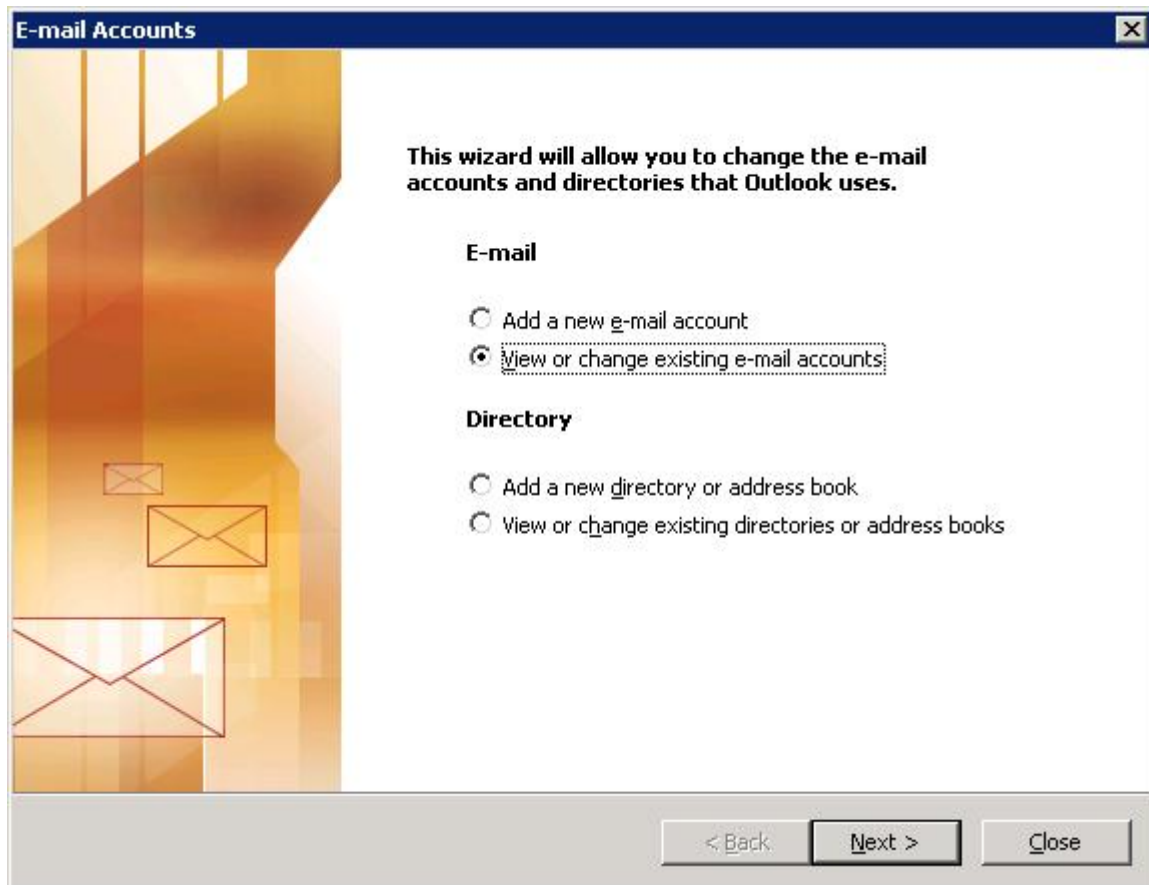 E-mail Accounts
This wizard will allow you to change the e-mail
accounts and directories that Outlook uses.
E-mail
Add a new e-mail account
View or change existing e-mail accounts
Directory
Add a new directory or address book
View or change existing directories or address books
< Back
Next >
Close